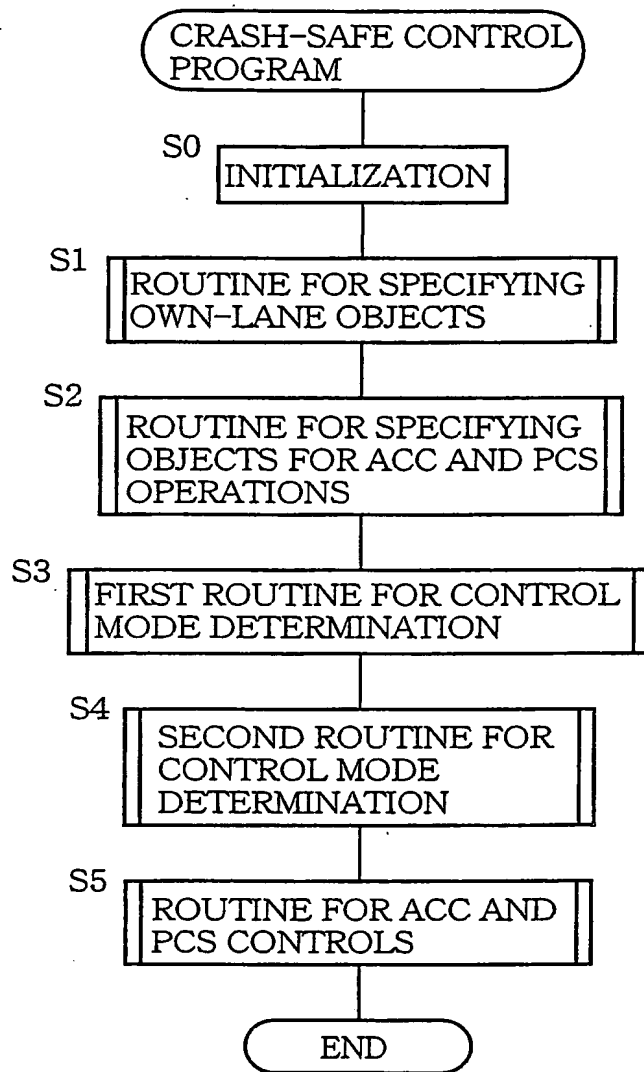 CRASH-SAFE CONTROL
PROGRAM
S0
INITIALIZATION
S1
ROUTINE FOR SPECIFYING
OWN-LANE OBJECTS
S2
ROUTINE FOR SPECIFYING
OBJECTS FOR ACC AND PCS
OPERATIONS
S3
FIRST ROUTINE FOR CONTROL
MODE DETERMINATION
S4
SECOND ROUTINE FOR
CONTROL MODE
DETERMINATION
S5
ROUTINE FOR ACC AND
PCS CONTROLS
END